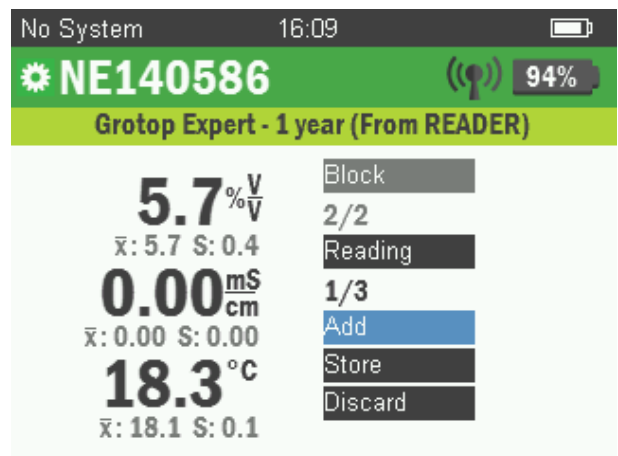 No System 16:09
NE140586 94%
Grotop Expert - 1 year (From READER)
5.7 % V/V
x̄: 5.7 S: 0.4
0.00 mS/cm
x̄: 0.00 S: 0.00
18.3 °C
x̄: 18.1 S: 0.1
Block
2/2
Reading
1/3
Add
Store
Discard